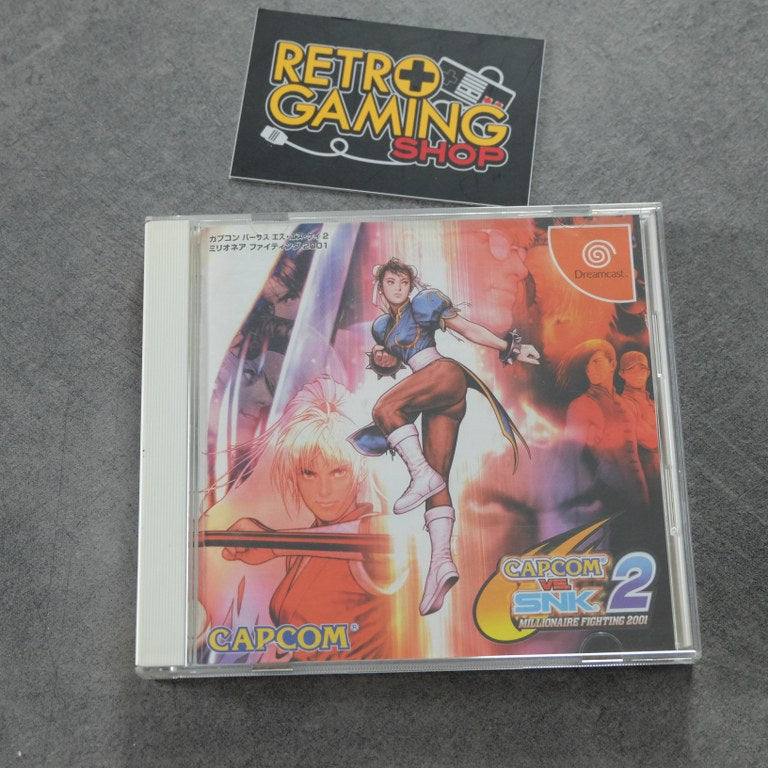 RETRO
GAMING
SHOP
カプコン バーサス エス・エヌ・ケイ 2
ミリオネア ファイティング 2001
Dreamcast™
CAPCOM®
VS.
SNK® 2
MILLIONAIRE FIGHTING 2001
CAPCOM®